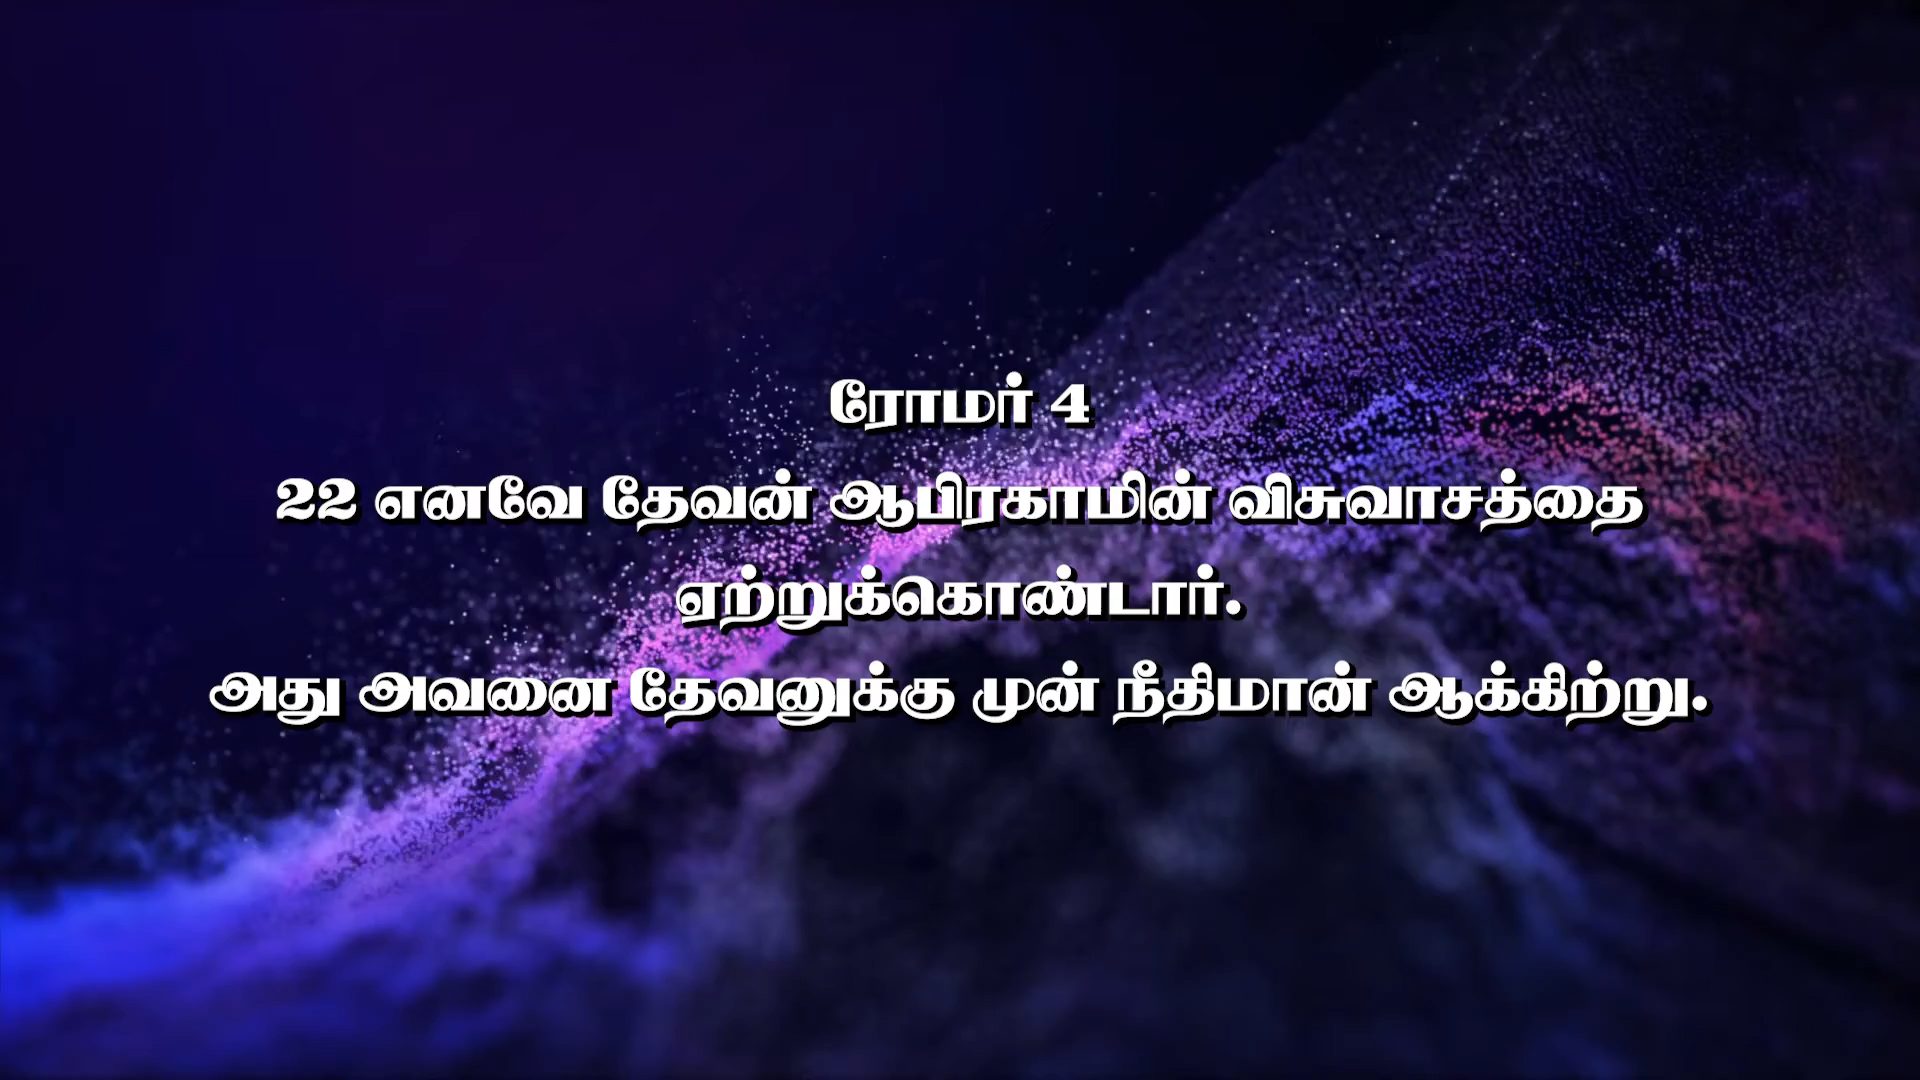 ரோமர் 4
22 எனவே தேவன் ஆபிரகாமின் விசுவாசத்தை
ஏற்றுக்கொண்டார்.
அது அவனை தேவனுக்கு முன் நீதிமான் ஆக்கிற்று.